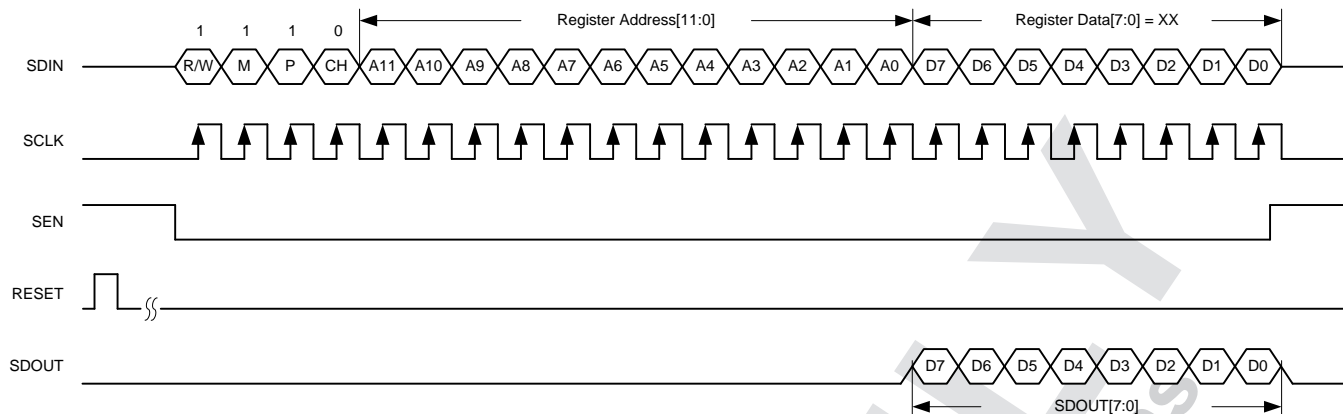 Register Address[11:0] Register Data[7:0] = XX
1 1 1 0
SDIN R/W M P CH A11 A10 A9 A8 A7 A6 A5 A4 A3 A2 A1 A0 D7 D6 D5 D4 D3 D2 D1 D0
SCLK
SEN
RESET
SDOUT D7 D6 D5 D4 D3 D2 D1 D0
SDOUT[7:0]